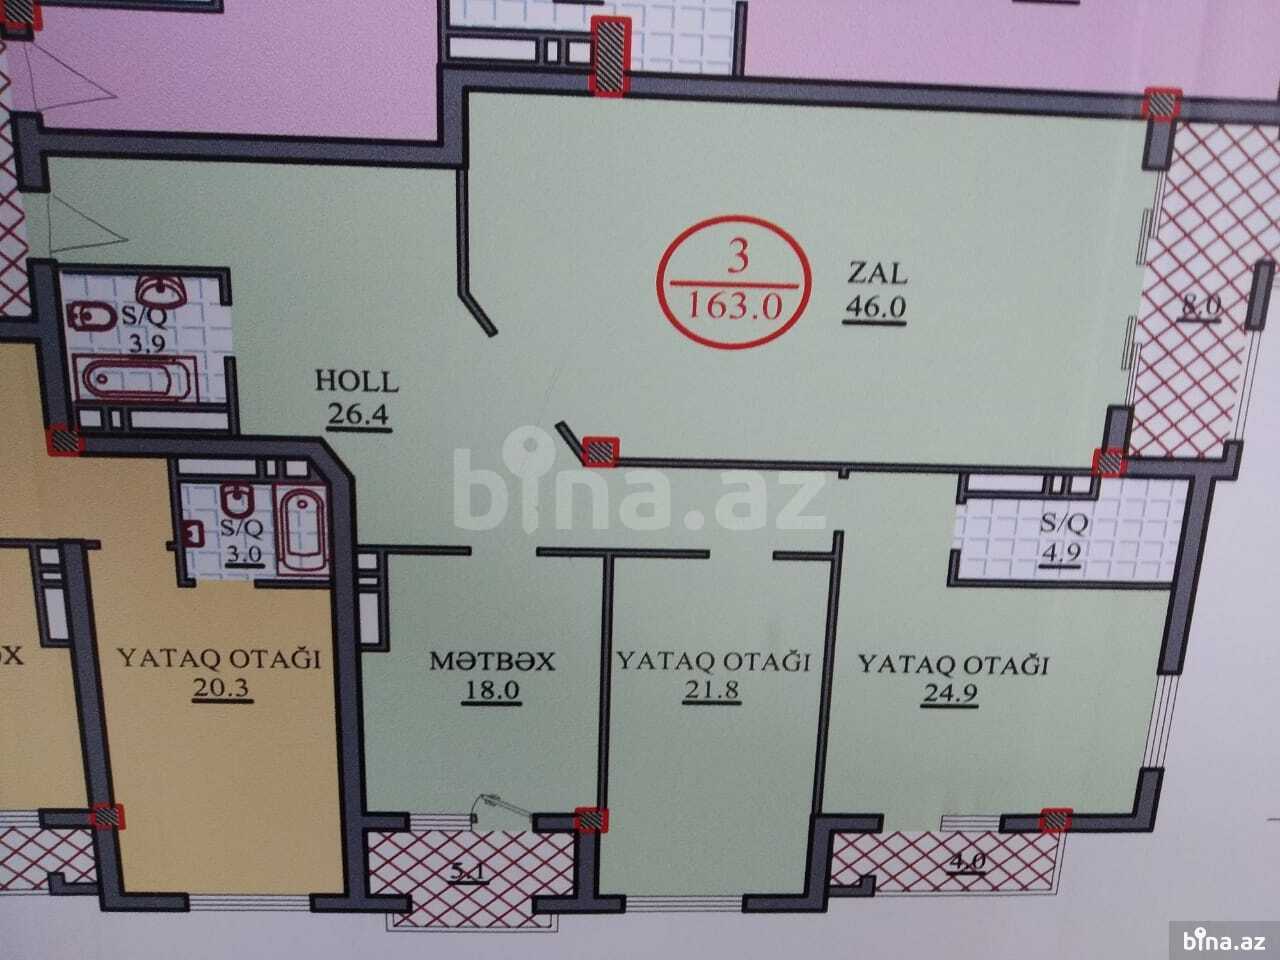 3
163.0
ZAL
46.0
8.0
S/Q
3.9
HOLL
26.4
bina.az
S/Q
3.0
S/Q
4.9
YATAQ OTAĞI
20.3
MƏTBƏX
18.0
YATAQ OTAĞI
21.8
YATAQ OTAĞI
24.9
5.1
4.0
bina.az